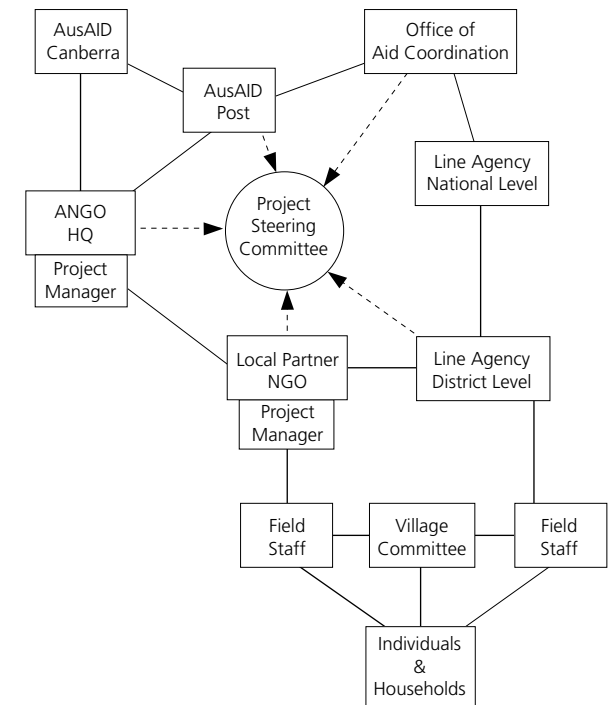 AusAID
Canberra
Office of
Aid Coordination
AusAID
Post
Line Agency
National Level
Project
Steering
Committee
ANGO
HQ
Project
Manager
Local Partner
NGO
Project
Manager
Line Agency
District Level
Field
Staff
Village
Committee
Field
Staff
Individuals
&
Households